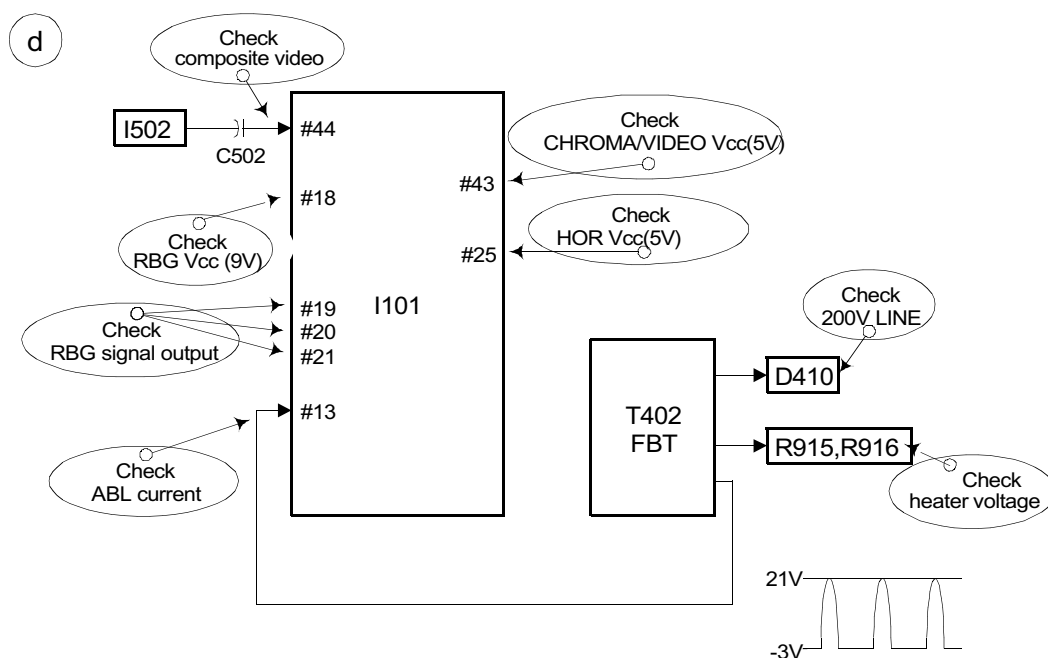 d
Check
composite video
I502
C502
#44
#18
Check
RBG Vcc (9V)
#19
#20
#21
Check
RBG signal output
#13
Check
ABL current
I101
Check
CHROMA/VIDEO Vcc(5V)
#43
Check
HOR Vcc(5V)
#25
Check
200V LINE
T402
FBT
D410
R915,R916
Check
heater voltage
21V
-3V